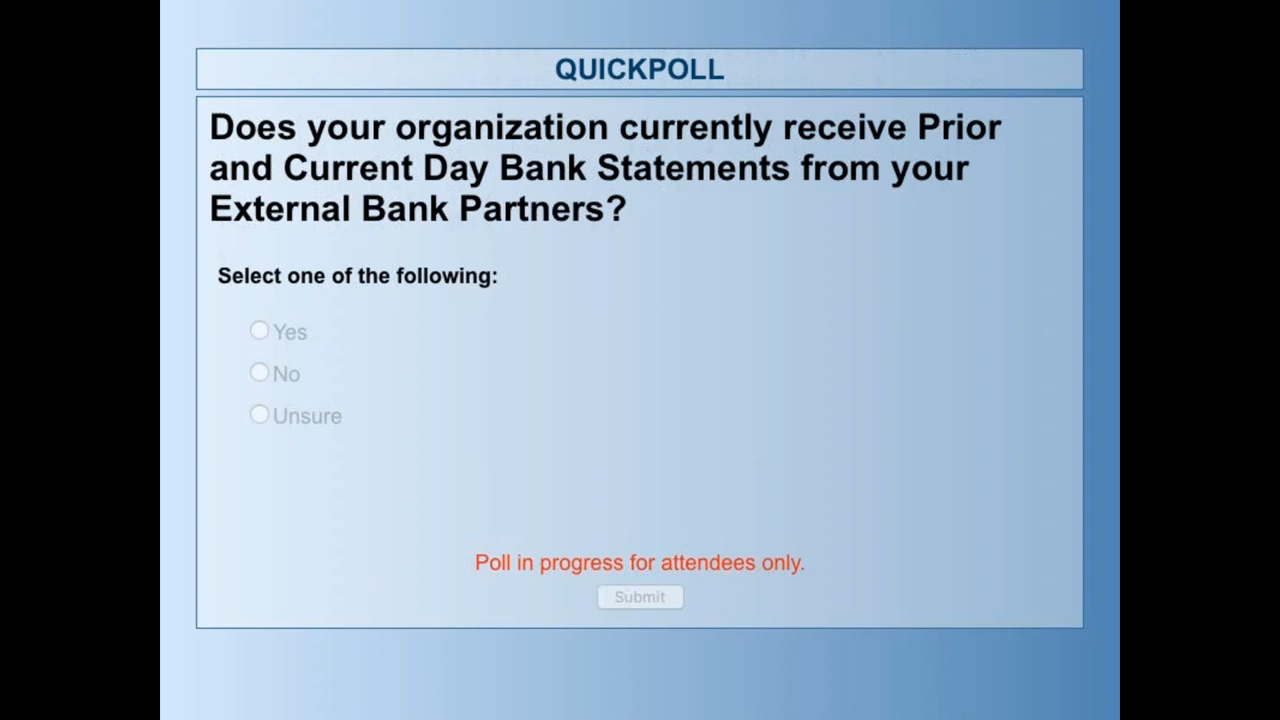 QUICKPOLL
Does your organization currently receive Prior
and Current Day Bank Statements from your
External Bank Partners?
Select one of the following:
Yes
No
Unsure
Poll in progress for attendees only.
Submit